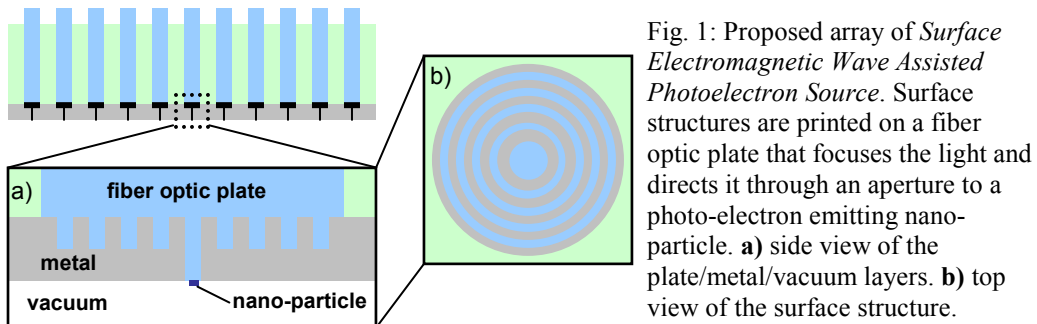 a)
fiber optic plate
metal
vacuum
nano-particle
b)
Fig. 1: Proposed array of Surface
Electromagnetic Wave Assisted
Photoelectron Source. Surface
structures are printed on a fiber
optic plate that focuses the light and
directs it through an aperture to a
photo-electron emitting nano-
particle. a) side view of the
plate/metal/vacuum layers. b) top
view of the surface structure.